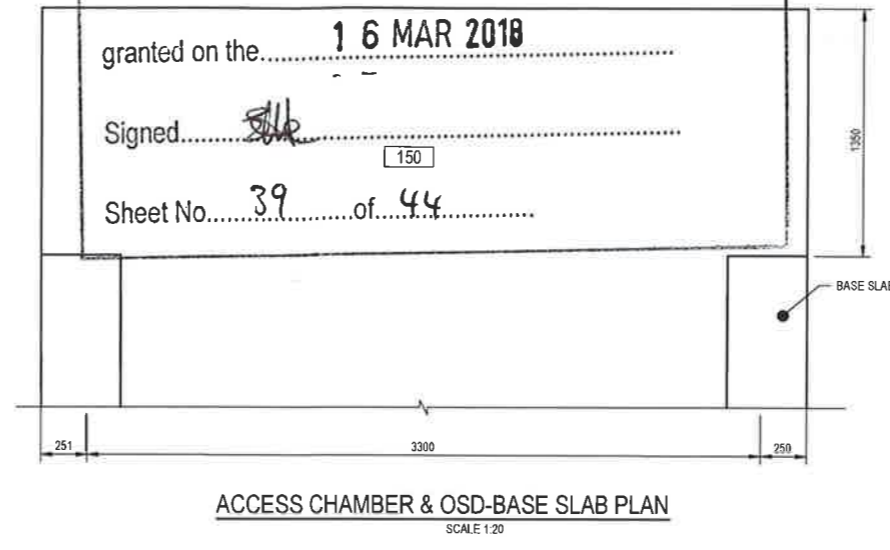 granted on the 16 MAR 2018
Signed
150
Sheet No. 39 of 44
1350
BASE SLAB
251
3300
250
ACCESS CHAMBER & OSD-BASE SLAB PLAN
SCALE 1:20